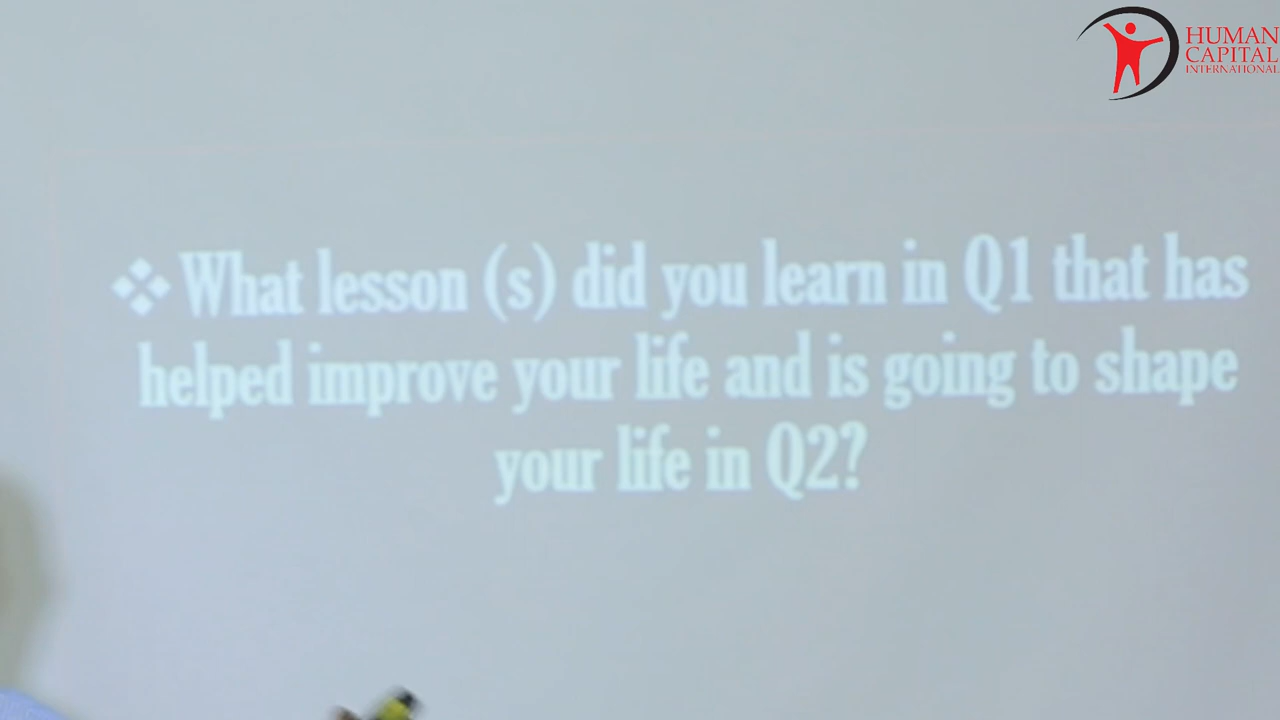 HUMAN
CAPITAL
INTERNATIONAL
❖What lesson (s) did you learn in Q1 that has
helped improve your life and is going to shape
your life in Q2?